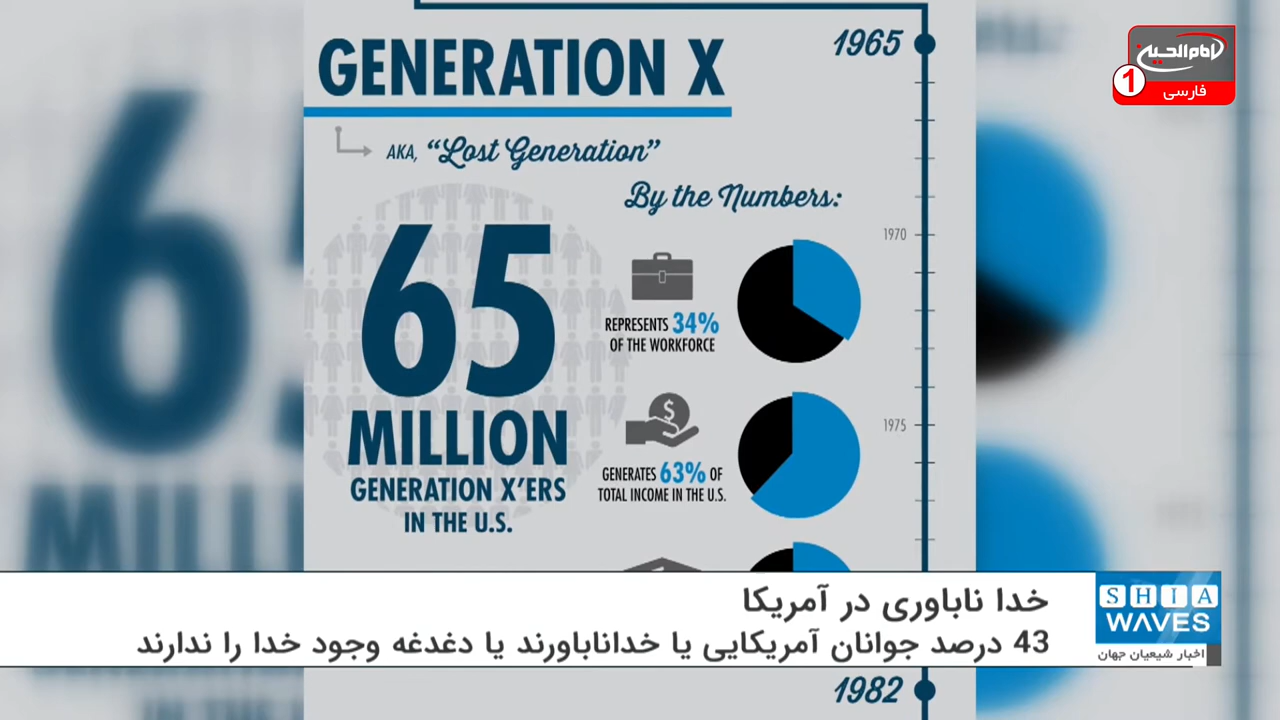 1965
امام الحسین
1
فارسی
GENERATION X
AKA, “Lost Generation”
By the Numbers:
1970
65
MILLION
GENERATION X’ERS
IN THE U.S.
REPRESENTS 34%
OF THE WORKFORCE
1975
GENERATES 63% OF
TOTAL INCOME IN THE U.S.
خدا ناباوری در آمریکا
43 درصد جوانان آمریکایی یا خداناباورند یا دغدغه وجود خدا را ندارند
SHIA
WAVES
اخبار شیعیان جهان
1982